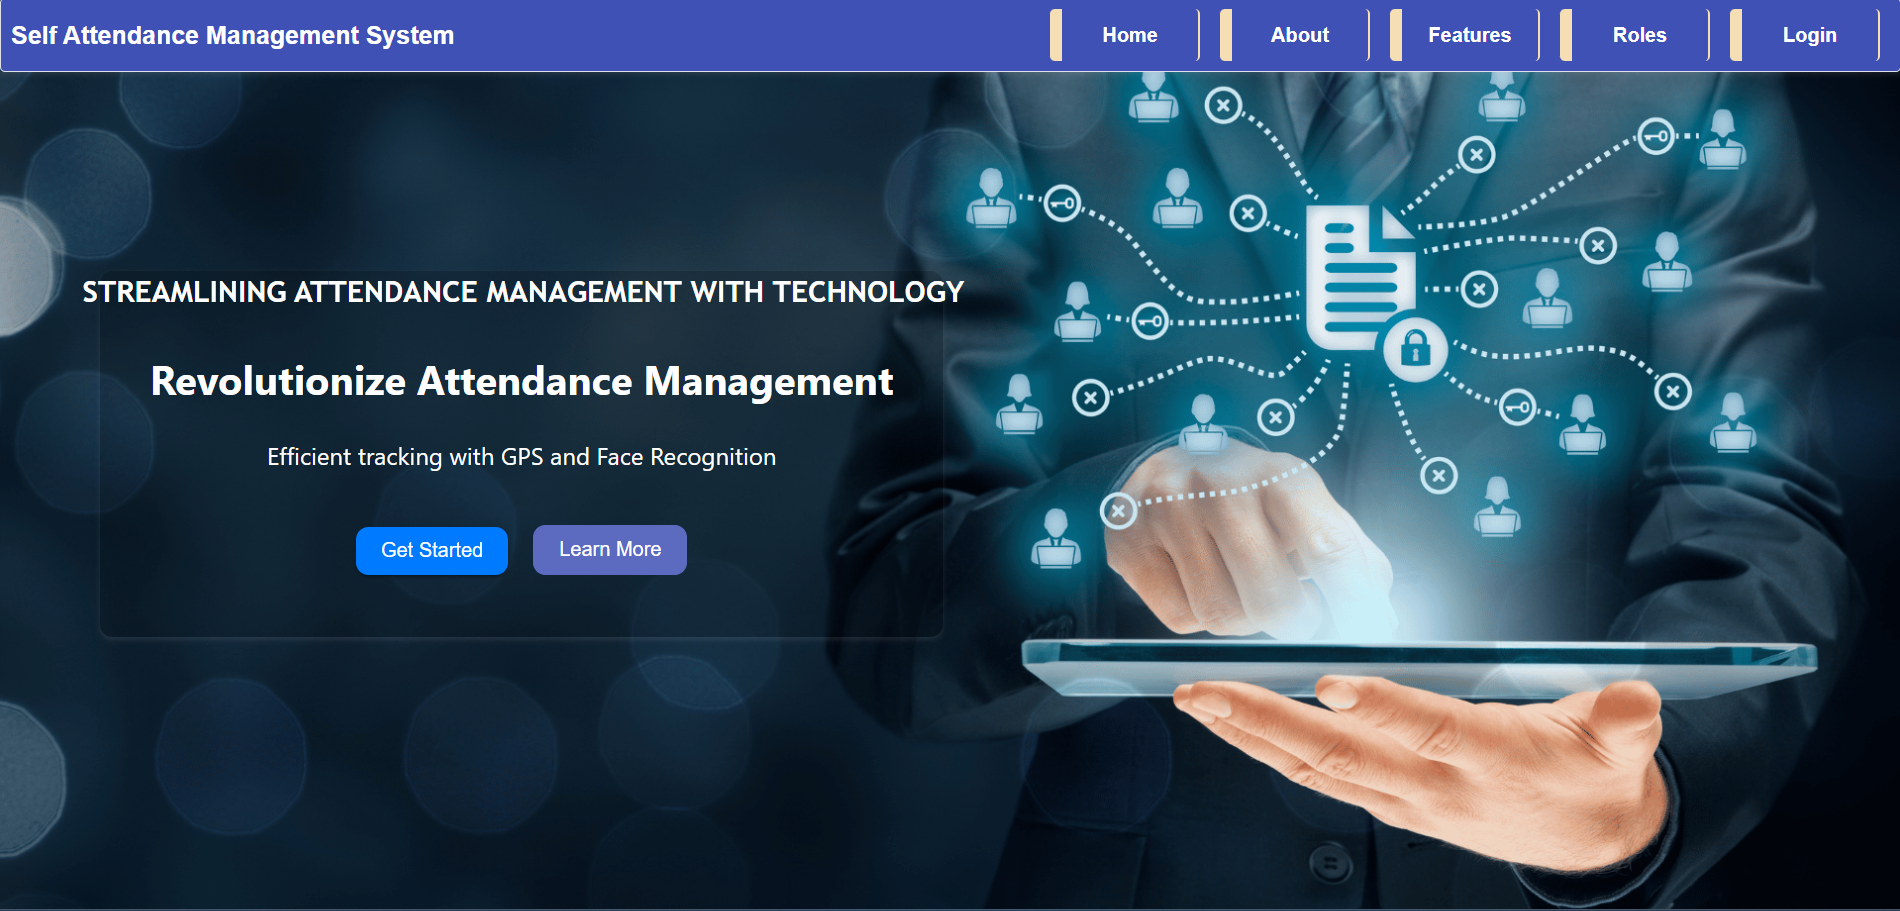 Self Attendance Management System
Home
About
Features
Roles
Login
STREAMLINING ATTENDANCE MANAGEMENT WITH TECHNOLOGY
Revolutionize Attendance Management
Efficient tracking with GPS and Face Recognition
Get Started
Learn More